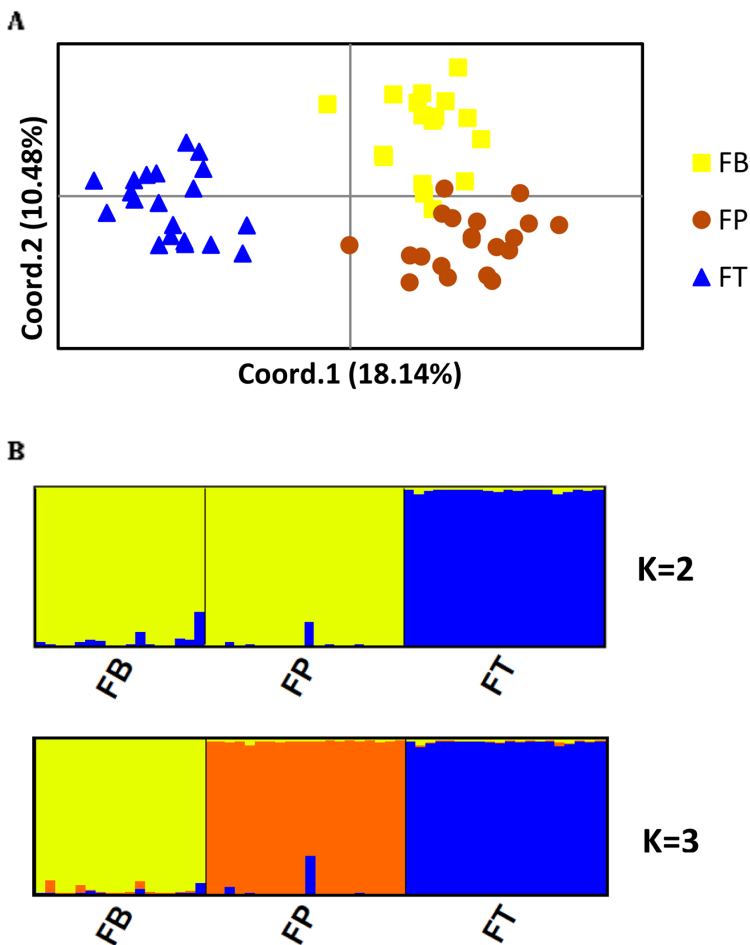 A
Coord.2 (10.48%)
Coord.1 (18.14%)
FB
FP
FT
B
K=2
FB
FP
FT
K=3
FB
FP
FT